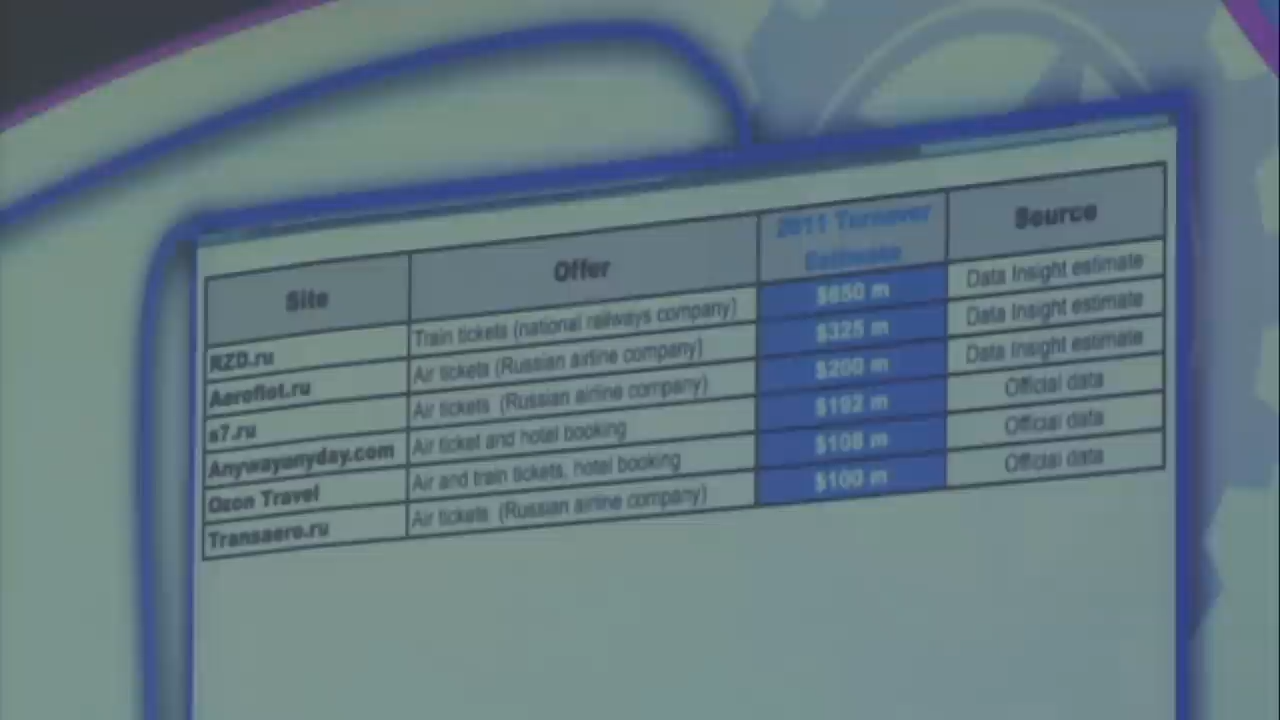 Site Offer 2011 Turnover Estimate Source
RZD.ru Train tickets (national railways company) $650 m Data Insight estimate
Aeroflot.ru Air tickets (Russian airline company) $325 m Data Insight estimate
s7.ru Air tickets (Russian airline company) $200 m Data Insight estimate
Anywayanyday.com Air ticket and hotel booking $192 m Official data
Ozon Travel Air and train tickets, hotel booking $108 m Official data
Transaero.ru Air tickets (Russian airline company) $100 m Official data